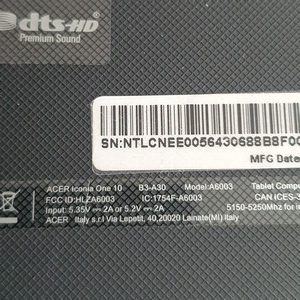 dts-HD
Premium Sound
SN:NTLCNEE0056430688B8F00
MFG Date
ACER Iconia One 10 B3-A30 Model:A6003 Tablet Compu
FCC ID:HLZA6003 IC:1754F-A6003 CAN ICES-3
Input: 5.35V = 2A or 5.2V = 2A 5150-5250Mhz for in
ACER Italy s.r.l Via Lepetit, 40,20020 Lainate(MI) Italy